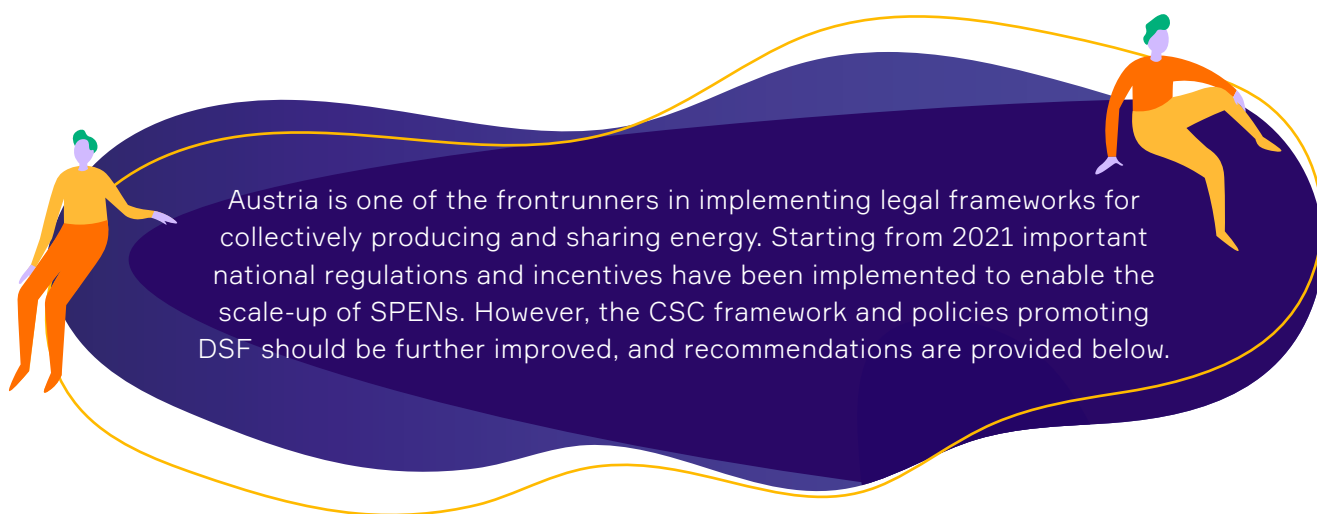 Austria is one of the frontrunners in implementing legal frameworks for
collectively producing and sharing energy. Starting from 2021 important
national regulations and incentives have been implemented to enable the
scale-up of SPENs. However, the CSC framework and policies promoting
DSF should be further improved, and recommendations are provided below.